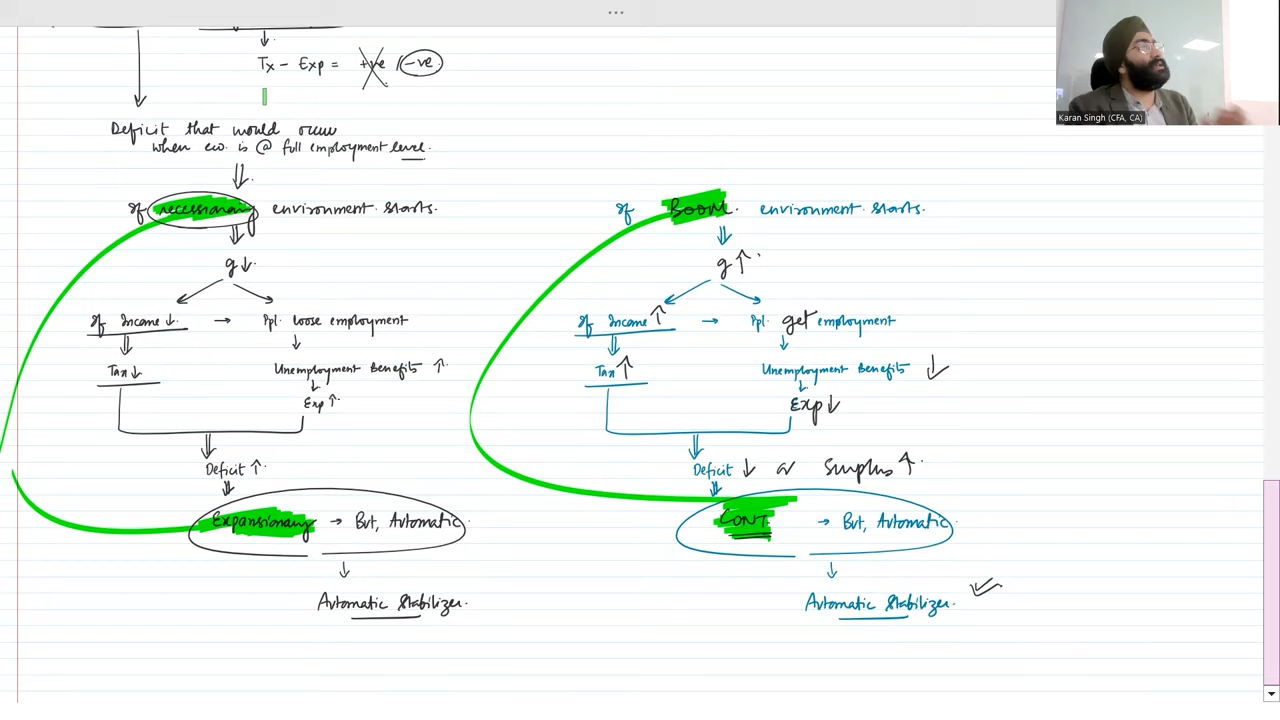 Tx - Exp = +ve / -ve
Karan Singh (CFA, CA)
Deficit that would occur
when eco. is @ full employment level.
If recessionary environment starts.
g↓.
If Income ↓. → Ppl. loose employment
Tax ↓ Unemployment Benefits ↑.
Exp ↑.
Deficit ↑.
Expansionary → But, Automatic.
Automatic Stabilizer.
If BOOM. environment starts.
g↑.
If Income ↑ → Ppl. get employment
Tax ↑ Unemployment Benefits ↓
Exp ↓
Deficit ↓ or Surplus ↑.
CONT. → But, Automatic.
Automatic Stabilizer. ✓